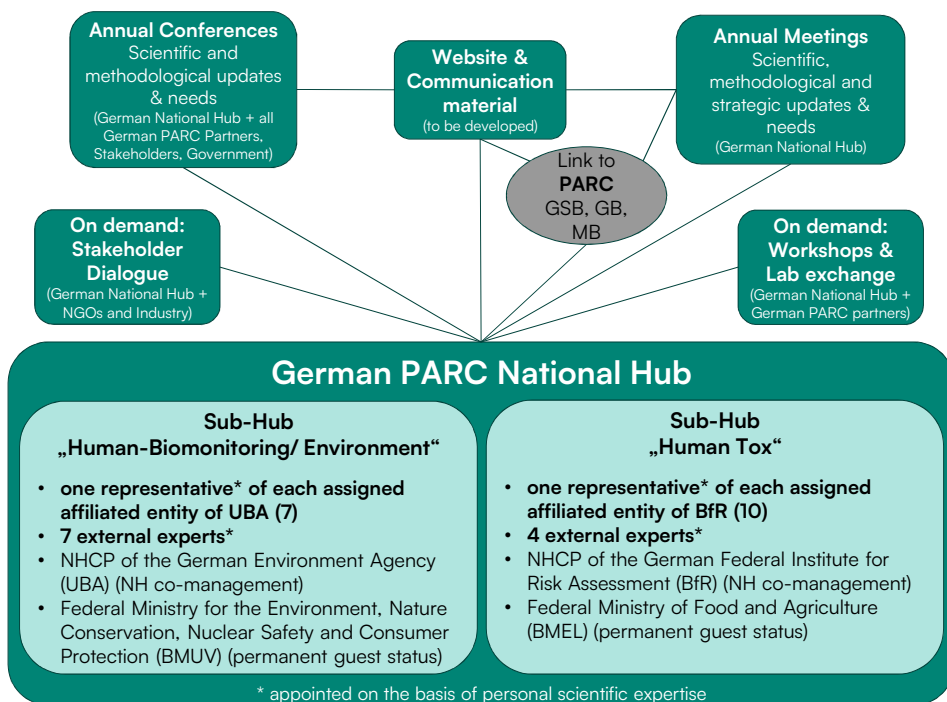 Annual Conferences
Scientific and
methodological updates
& needs
(German National Hub + all
German PARC Partners,
Stakeholders, Government)
Website &
Communication
material
(to be developed)
Annual Meetings
Scientific,
methodological and
strategic updates &
needs
(German National Hub)
Link to
PARC
GSB, GB,
MB
On demand:
Stakeholder
Dialogue
(German National Hub +
NGOs and Industry)
On demand:
Workshops &
Lab exchange
(German National Hub +
German PARC partners)
German PARC National Hub
Sub-Hub
„Human-Biomonitoring/ Environment“
• one representative* of each assigned
affiliated entity of UBA (7)
• 7 external experts*
• NHCP of the German Environment Agency
(UBA) (NH co-management)
• Federal Ministry for the Environment, Nature
Conservation, Nuclear Safety and Consumer
Protection (BMUV) (permanent guest status)
Sub-Hub
„Human Tox“
• one representative* of each assigned
affiliated entity of BfR (10)
• 4 external experts*
• NHCP of the German Federal Institute for
Risk Assessment (BfR) (NH co-management)
• Federal Ministry of Food and Agriculture
(BMEL) (permanent guest status)
* appointed on the basis of personal scientific expertise